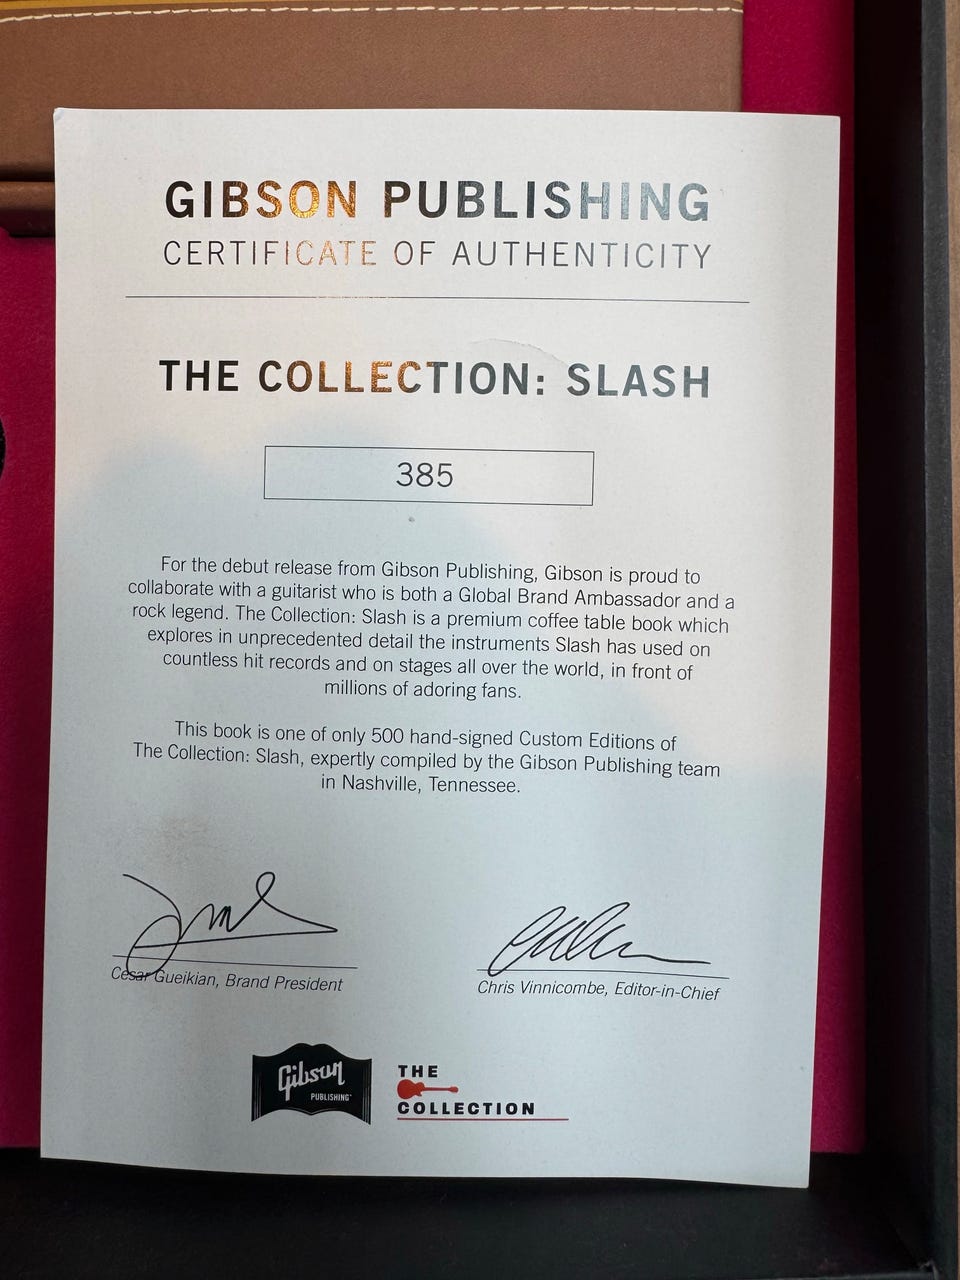 GIBSON PUBLISHING
CERTIFICATE OF AUTHENTICITY
THE COLLECTION: SLASH
385
For the debut release from Gibson Publishing, Gibson is proud to
collaborate with a guitarist who is both a Global Brand Ambassador and a
rock legend. The Collection: Slash is a premium coffee table book which
explores in unprecedented detail the instruments Slash has used on
countless hit records and on stages all over the world, in front of
millions of adoring fans.
This book is one of only 500 hand-signed Custom Editions of
The Collection: Slash, expertly compiled by the Gibson Publishing team
in Nashville, Tennessee.
Cesar Gueikian, Brand President
Chris Vinnicombe, Editor-in-Chief
Gibson
PUBLISHING
THE
COLLECTION